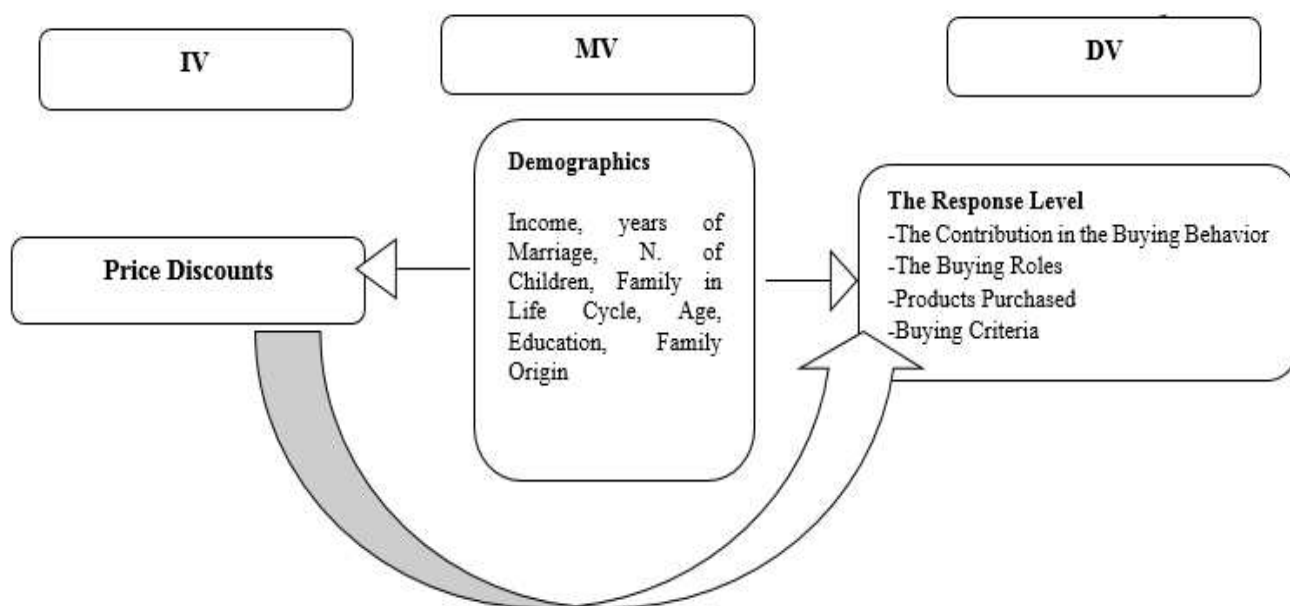 IV
MV
DV
Demographics
Income, years of
Marriage, N. of
Children, Family in
Life Cycle, Age,
Education, Family
Origin
Price Discounts
The Response Level
-The Contribution in the Buying Behavior
-The Buying Roles
-Products Purchased
-Buying Criteria